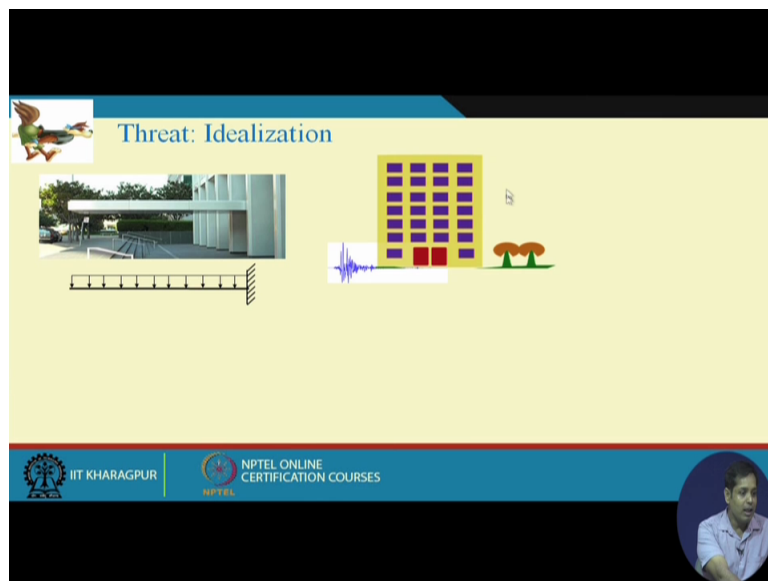 Threat: Idealization
IIT KHARAGPUR
NPTEL
NPTEL ONLINE
CERTIFICATION COURSES